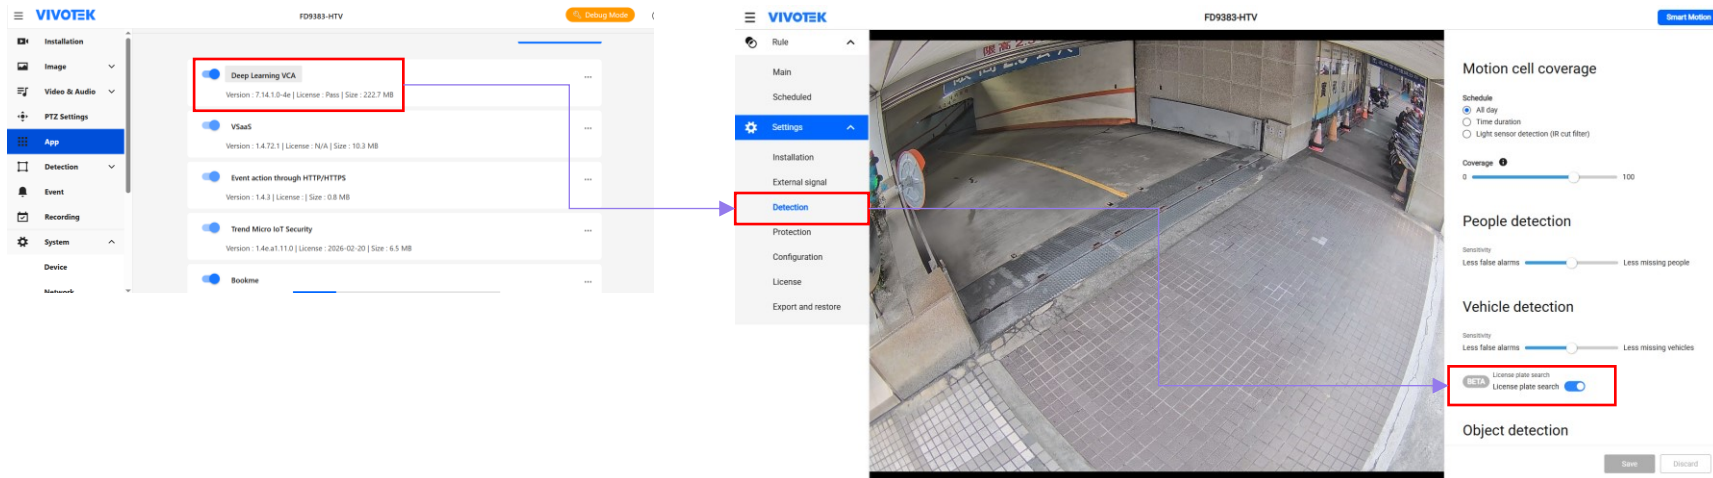 VIVOTEK
FD9383-HTV
Debug Mode
Installation
Image
Video & Audio
PTZ Settings
App
Detection
Event
Recording
System
Device
Network
Deep Learning VCA
Version : 7.14.1.0-4e | License : Pass | Size : 222.7 MB
VSaaS
Version : 1.4.72.1 | License : N/A | Size : 10.3 MB
Event action through HTTP/HTTPS
Version : 1.4.3 | License : | Size : 0.8 MB
Trend Micro IoT Security
Version : 1.4e.a1.11.0 | License : 2026-02-20 | Size : 6.5 MB
Bookme
VIVOTEK
FD9383-HTV
Smart Motion
Rule
Main
Scheduled
Settings
Installation
External signal
Detection
Protection
Configuration
License
Export and restore
Motion cell coverage
Schedule
All day
Time duration
Light sensor detection (IR cut filter)
Coverage
0 100
People detection
Sensitivity
Less false alarms Less missing people
Vehicle detection
Sensitivity
Less false alarms Less missing vehicles
License plate search
BETA License plate search
Object detection
Save Discard